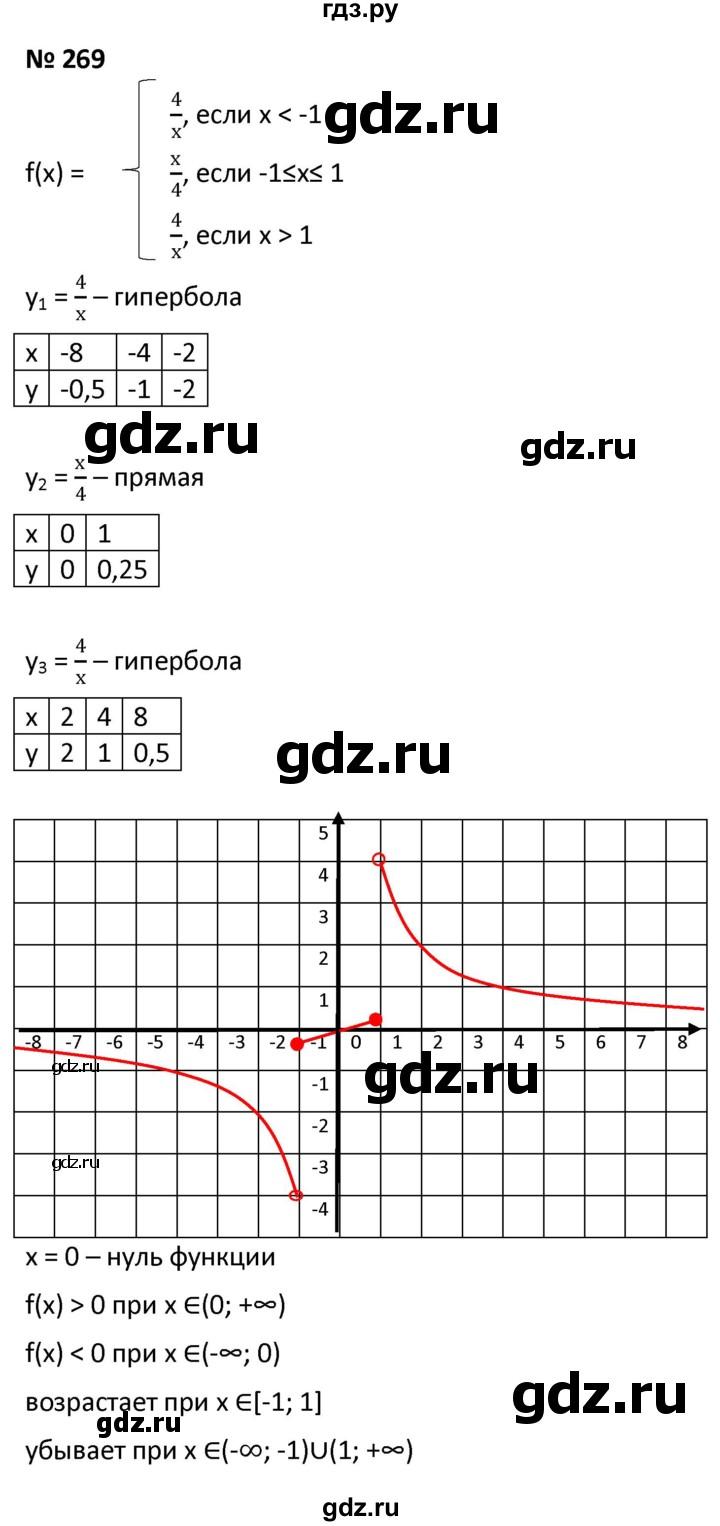 гдз.ру
№ 269
f(x) =
4/x, если x < -1
gdz.ru
x/4, если -1≤x≤ 1
4/x, если x > 1
y₁ = 4/x – гипербола
x -8 -4 -2
y -0,5 -1 -2
gdz.ru
gdz.ru
y₂ = x/4 – прямая
x 0 1
y 0 0,25
y₃ = 4/x – гипербола
x 2 4 8
y 2 1 0,5
gdz.ru
5
4
3
2
1
-8 -7 -6 -5 -4 -3 -2 -1 0 1 2 3 4 5 6 7 8
gdz.ru
gdz.ru
-1
-2
gdz.ru
-3
-4
x = 0 – нуль функции
f(x) > 0 при x ∈(0; +∞)
f(x) < 0 при x ∈(-∞; 0)
gdz.ru
возрастает при x ∈[-1; 1]
gdz.ru
убывает при x ∈(-∞; -1)∪(1; +∞)
gdz.ru